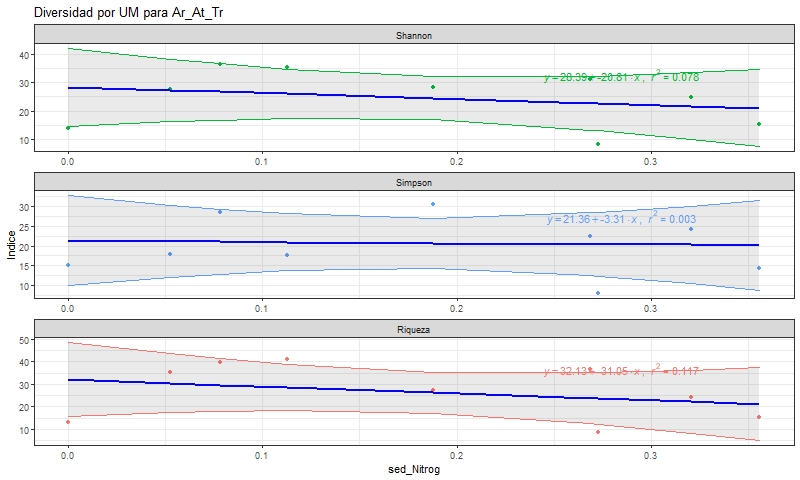 Diversidad por UM para Ar_At_Tr
Shannon
40
30
20
10
y = 28.39 + -20.81 · x , r² = 0.078
0.0 0.1 0.2 0.3
Simpson
30
25
20
15
10
y = 21.36 + -3.31 · x , r² = 0.003
0.0 0.1 0.2 0.3
Indice
Riqueza
50
40
30
20
10
y = 32.13 + -31.05 · x , r² = 0.117
0.0 0.1 0.2 0.3
sed_Nitrog